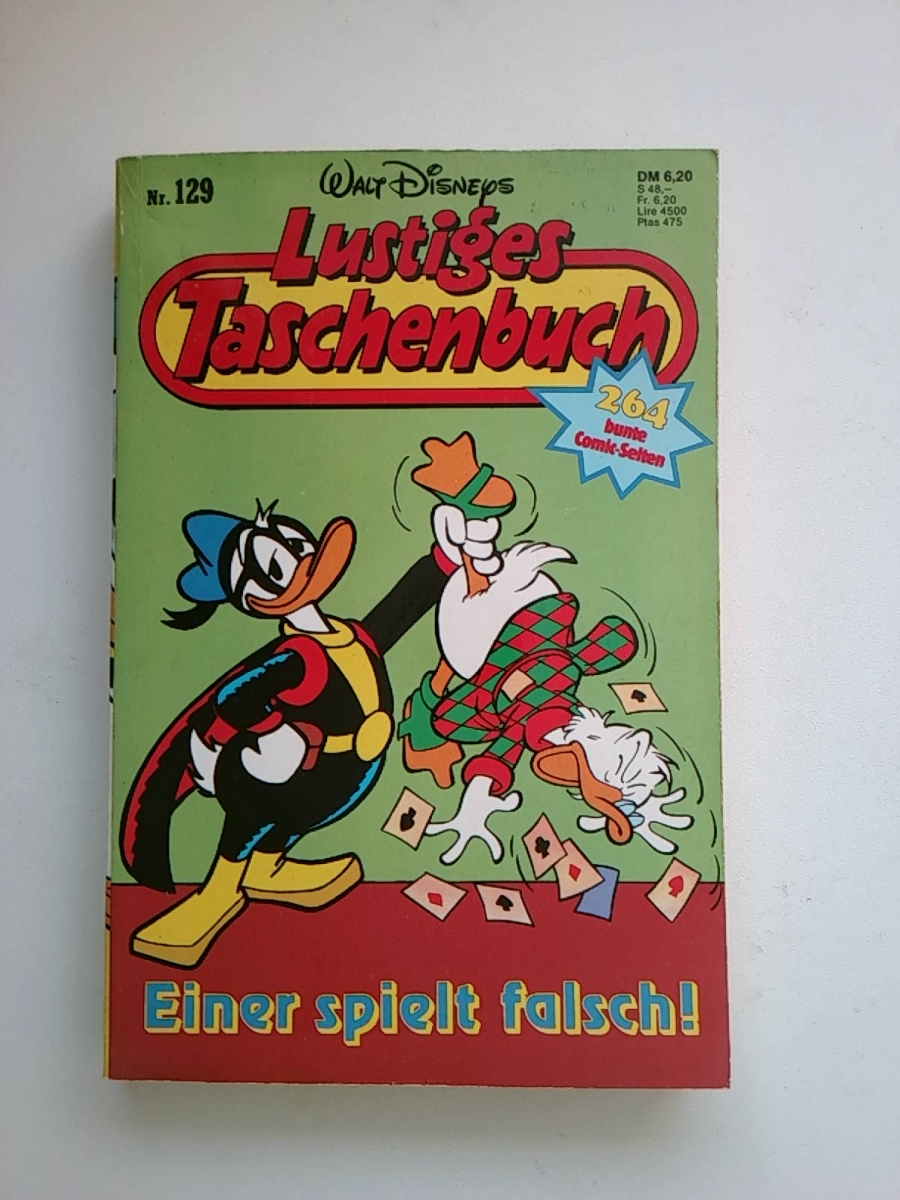 Nr. 129
WALT DISNEYS
DM 6,20
S 48,–
Fr. 6,20
Lire 4500
Ptas 475
Lustiges
Taschenbuch
264
bunte
Comic-Seiten
Einer spielt falsch!